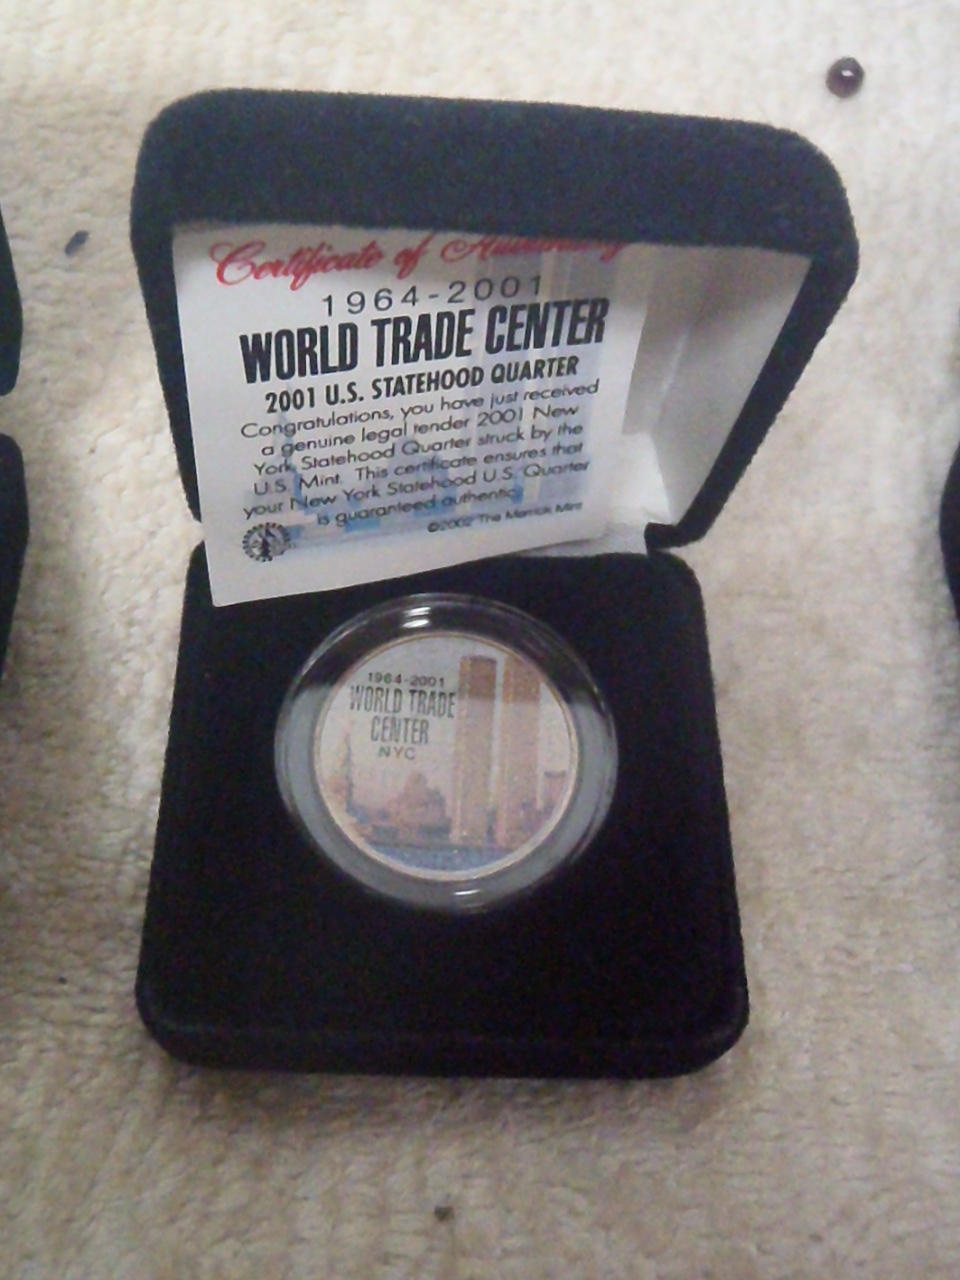 Certificate of Authenticity
1964-2001
WORLD TRADE CENTER
2001 U.S. STATEHOOD QUARTER
Congratulations, you have just received
a genuine legal tender 2001 New
York Statehood Quarter struck by the
U.S. Mint. This certificate ensures that
your New York Statehood U.S. Quarter
is guaranteed authentic.
©2002 The Merrick Mint
1964-2001
WORLD TRADE
CENTER
NYC